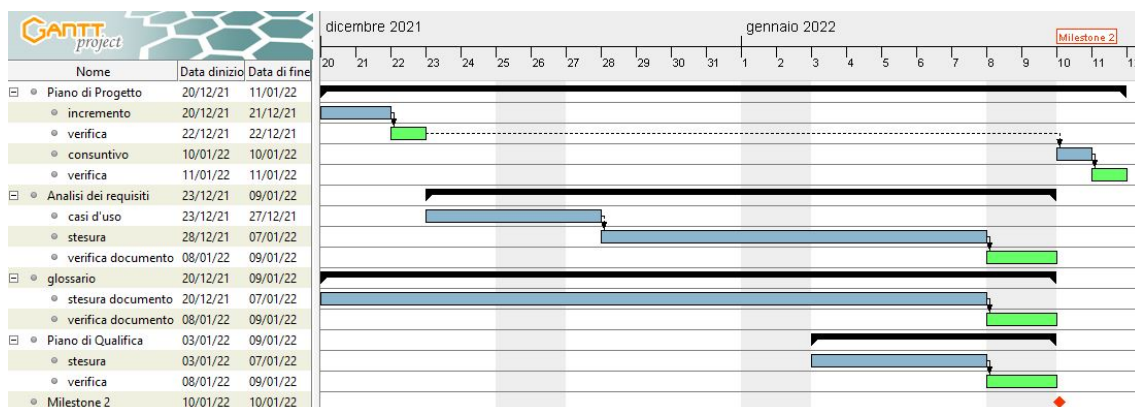 GANTT project
dicembre 2021 gennaio 2022
Milestone 2
Nome Data dinizio Data di fine 20 21 22 23 24 25 26 27 28 29 30 31 1 2 3 4 5 6 7 8 9 10 11
Piano di Progetto 20/12/21 11/01/22
incremento 20/12/21 21/12/21
verifica 22/12/21 22/12/21
consuntivo 10/01/22 10/01/22
verifica 11/01/22 11/01/22
Analisi dei requisiti 23/12/21 09/01/22
casi d'uso 23/12/21 27/12/21
stesura 28/12/21 07/01/22
verifica documento 08/01/22 09/01/22
glossario 20/12/21 09/01/22
stesura documento 20/12/21 07/01/22
verifica documento 08/01/22 09/01/22
Piano di Qualifica 03/01/22 09/01/22
stesura 03/01/22 07/01/22
verifica 08/01/22 09/01/22
Milestone 2 10/01/22 10/01/22